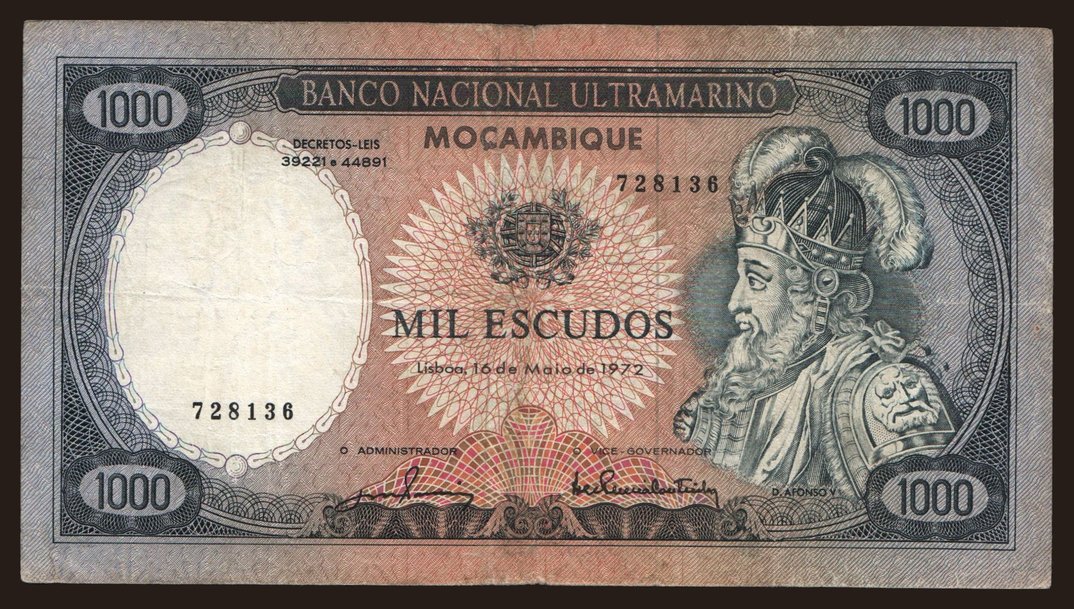 BANCO NACIONAL ULTRAMARINO
1000
1000
MOÇAMBIQUE
DECRETOS-LEIS
39221 e 44891
728136
MIL ESCUDOS
Lisboa, 16 de Maio de 1972
728136
O ADMINISTRADOR
O VICE-GOVERNADOR
1000
D. AFONSO V
1000